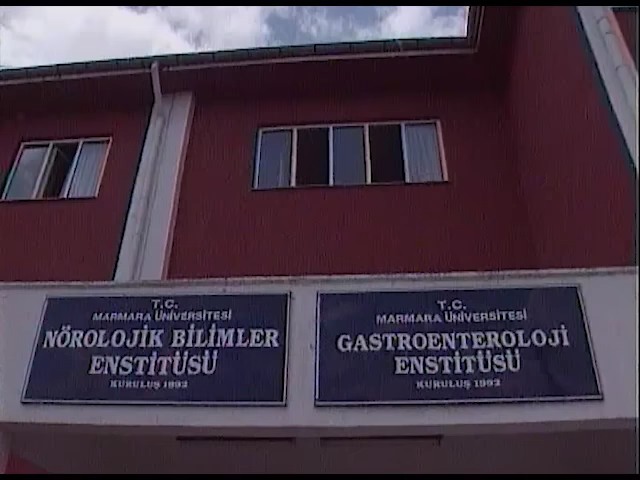 T.C.
MARMARA ÜNİVERSİTESİ
NÖROLOJİK BİLİMLER
ENSTİTÜSÜ
KURULUŞ 1992
T.C.
MARMARA ÜNİVERSİTESİ
GASTROENTEROLOJİ
ENSTİTÜSÜ
KURULUŞ 1992